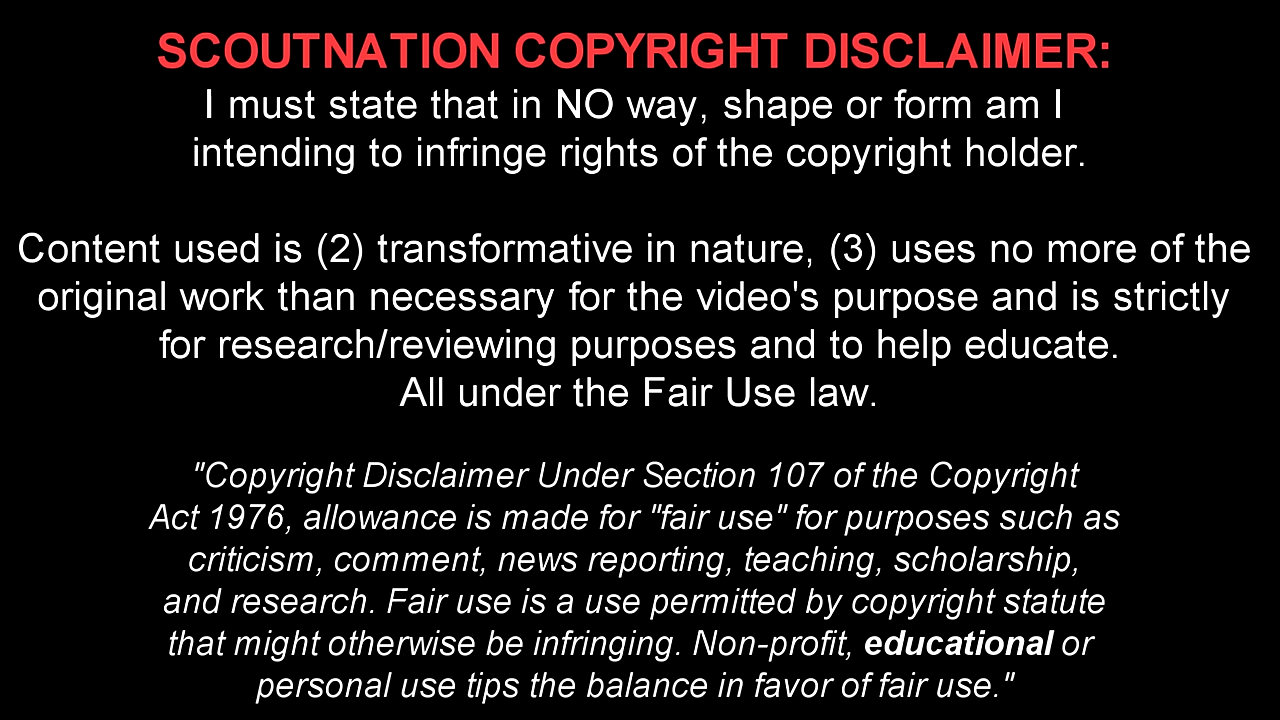 SCOUTNATION COPYRIGHT DISCLAIMER:
I must state that in NO way, shape or form am I
intending to infringe rights of the copyright holder.
Content used is (2) transformative in nature, (3) uses no more of the
original work than necessary for the video's purpose and is strictly
for research/reviewing purposes and to help educate.
All under the Fair Use law.
"Copyright Disclaimer Under Section 107 of the Copyright
Act 1976, allowance is made for "fair use" for purposes such as
criticism, comment, news reporting, teaching, scholarship,
and research. Fair use is a use permitted by copyright statute
that might otherwise be infringing. Non-profit, educational or
personal use tips the balance in favor of fair use."